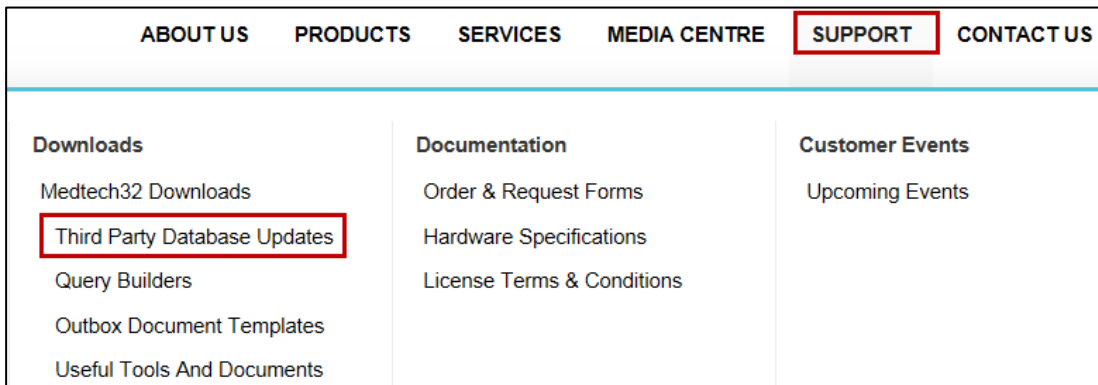 ABOUT US PRODUCTS SERVICES MEDIA CENTRE SUPPORT CONTACT US
Downloads
Medtech32 Downloads
Third Party Database Updates
Query Builders
Outbox Document Templates
Useful Tools And Documents
Documentation
Order & Request Forms
Hardware Specifications
License Terms & Conditions
Customer Events
Upcoming Events